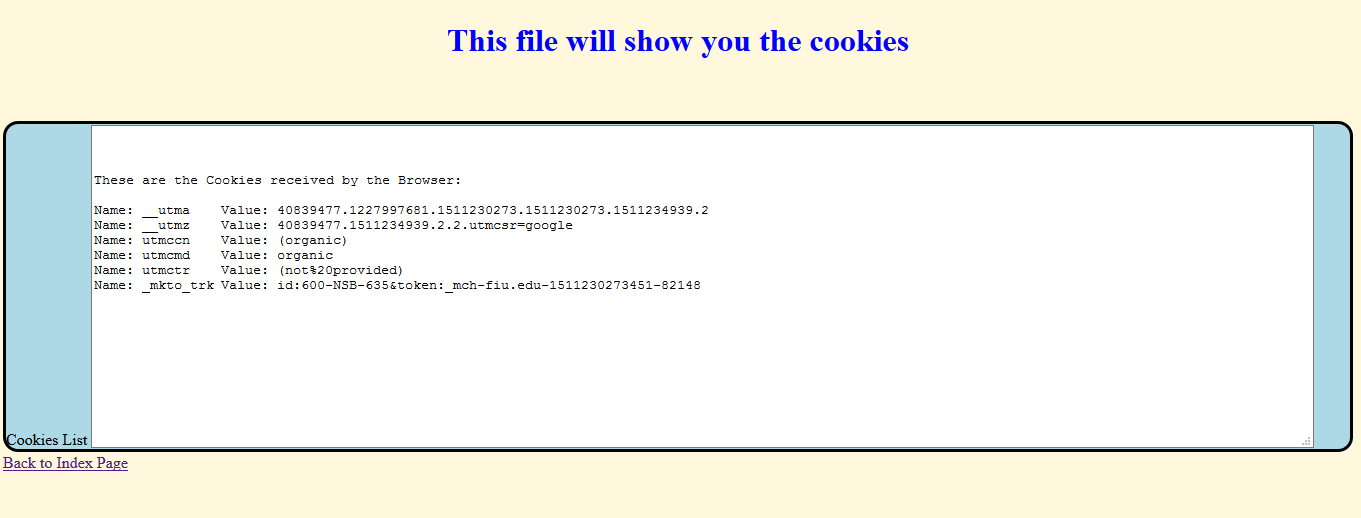 This file will show you the cookies
These are the Cookies received by the Browser:
Name: __utma    Value: 40839477.1227997681.1511230273.1511230273.1511234939.2
Name: __utmz    Value: 40839477.1511234939.2.2.utmcsr=google
Name: utmccn    Value: (organic)
Name: utmcmd    Value: organic
Name: utmctr    Value: (not%20provided)
Name: _mkto_trk Value: id:600-NSB-635&token:_mch-fiu.edu-1511230273451-82148
Cookies List
Back to Index Page